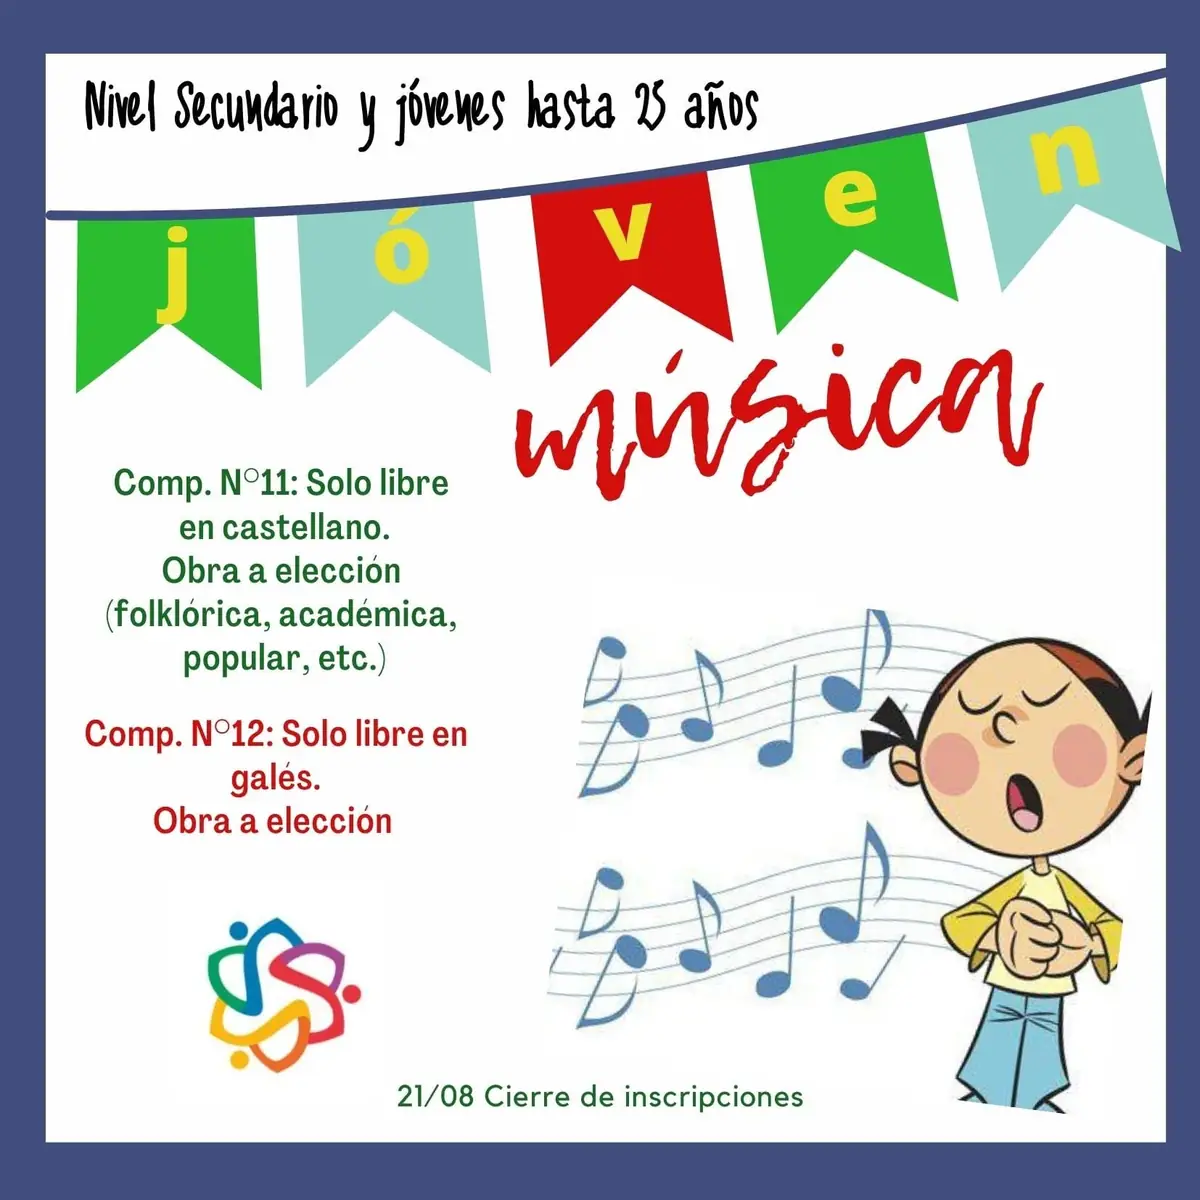 Nivel Secundario y jóvenes hasta 25 años
jóven
música
Comp. N°11: Solo libre
en castellano.
Obra a elección
(folklórica, académica,
popular, etc.)
Comp. N°12: Solo libre en
galés.
Obra a elección
21/08 Cierre de inscripciones